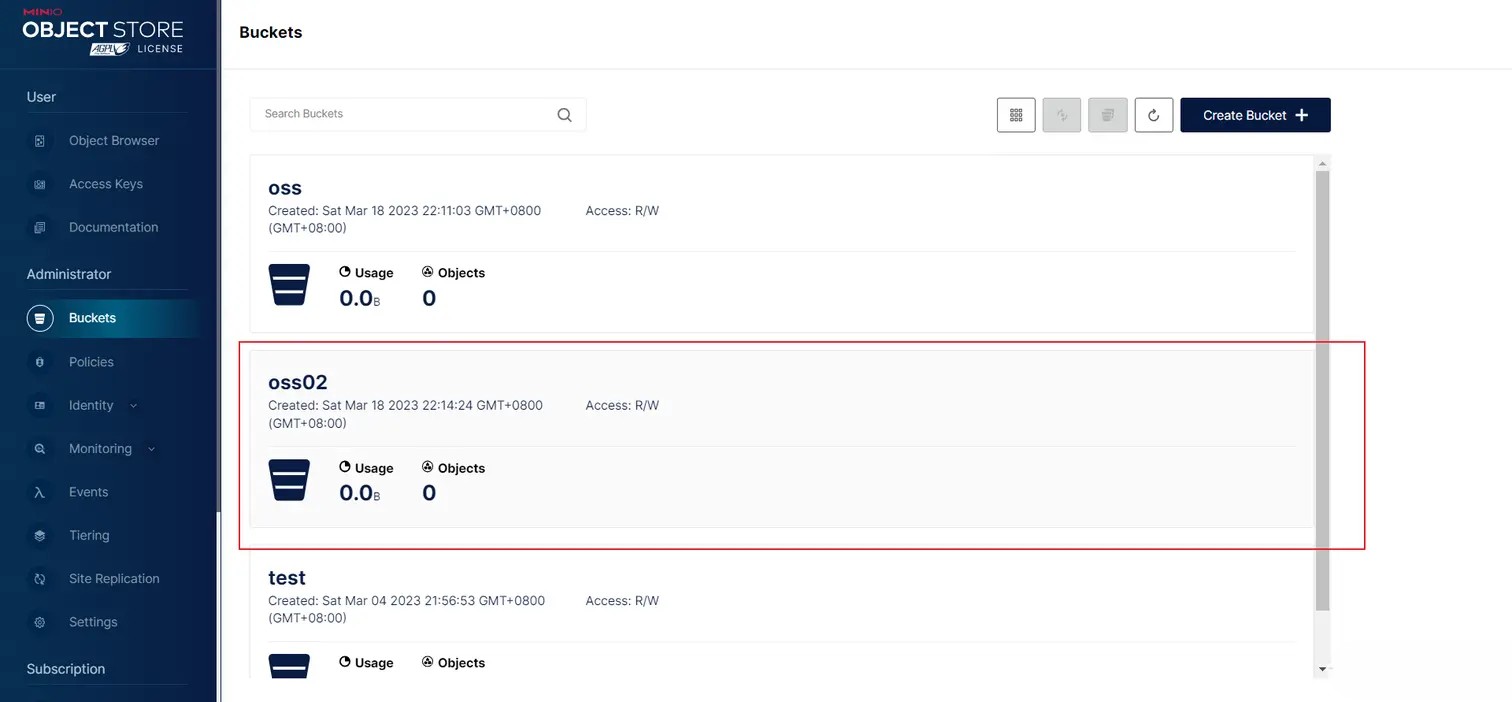 MINIO
OBJECT STORE
AGPLv3 LICENSE
User
Object Browser
Access Keys
Documentation
Administrator
Buckets
Policies
Identity
Monitoring
Events
Tiering
Site Replication
Settings
Subscription
Buckets
Search Buckets
Create Bucket
oss
Created: Sat Mar 18 2023 22:11:03 GMT+0800 Access: R/W
(GMT+08:00)
Usage Objects
0.0B 0
oss02
Created: Sat Mar 18 2023 22:14:24 GMT+0800 Access: R/W
(GMT+08:00)
Usage Objects
0.0B 0
test
Created: Sat Mar 04 2023 21:56:53 GMT+0800 Access: R/W
(GMT+08:00)
Usage Objects